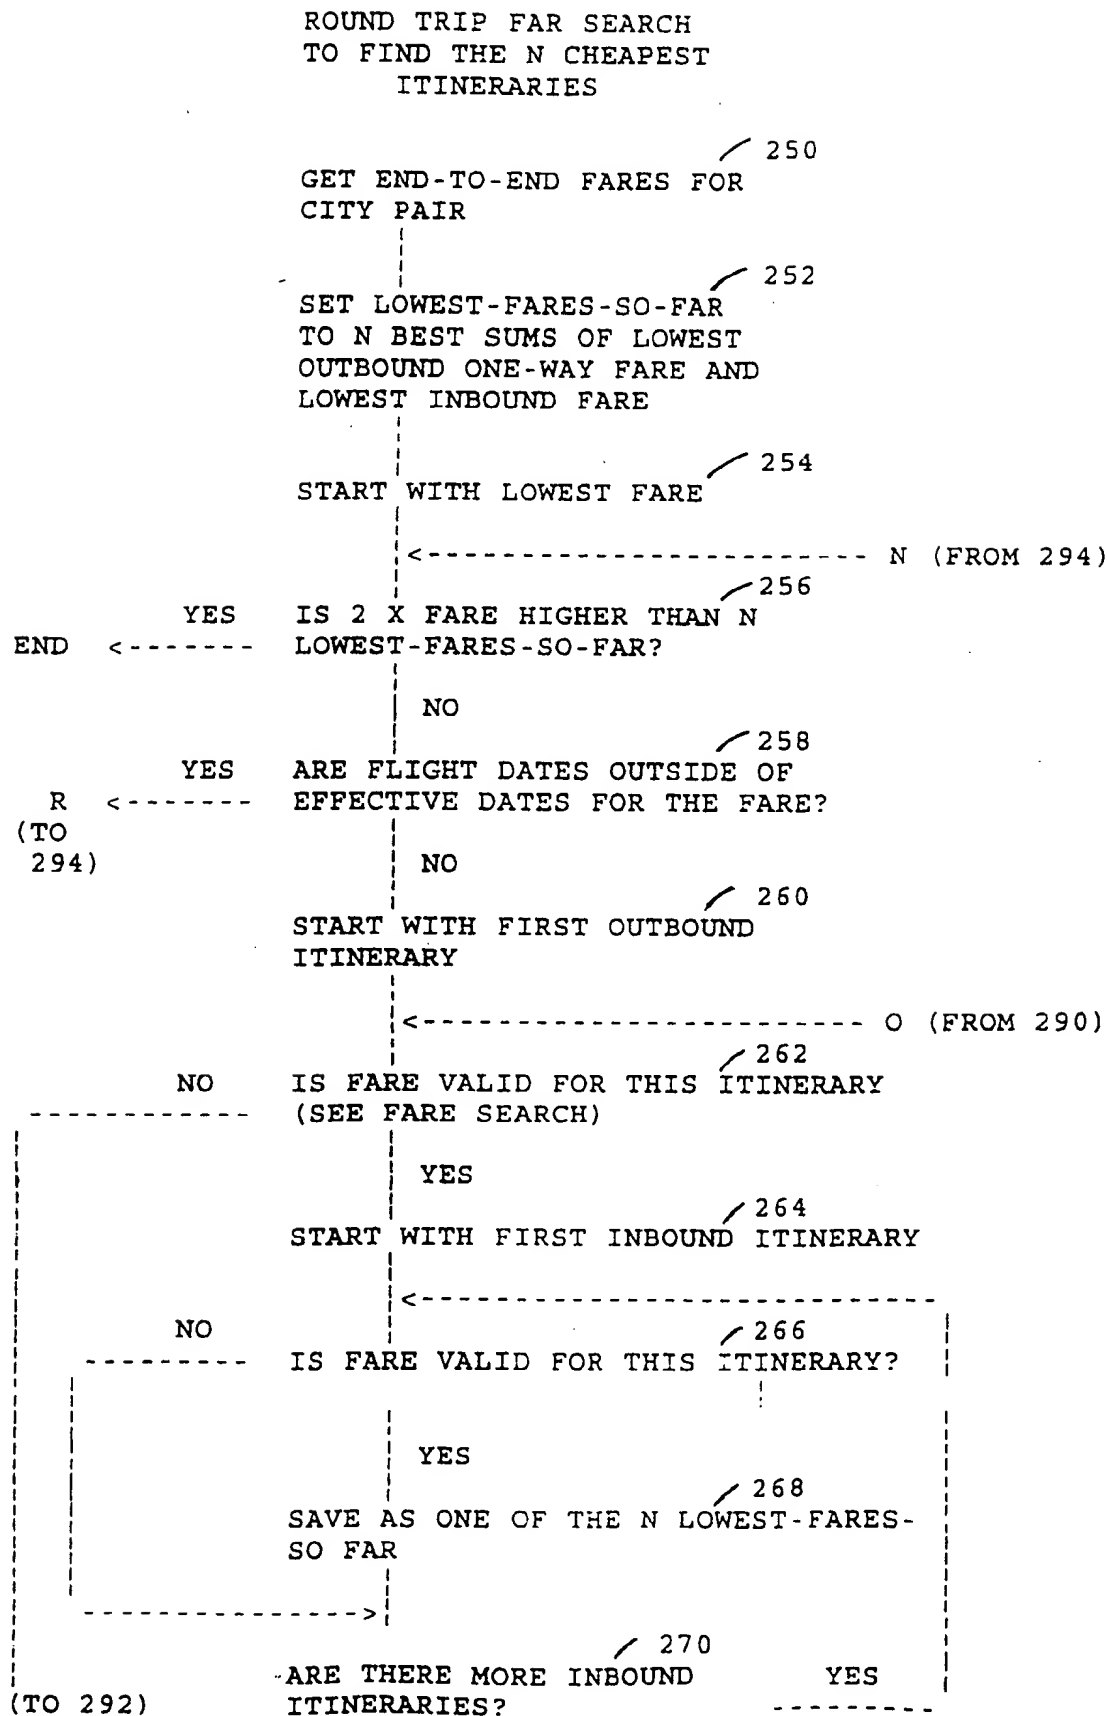 ROUND TRIP FAR SEARCH
TO FIND THE N CHEAPEST
ITINERARIES
250
GET END-TO-END FARES FOR
CITY PAIR
252
SET LOWEST-FARES-SO-FAR
TO N BEST SUMS OF LOWEST
OUTBOUND ONE-WAY FARE AND
LOWEST INBOUND FARE
254
START WITH LOWEST FARE
N (FROM 294)
256
YES IS 2 X FARE HIGHER THAN N
END LOWEST-FARES-SO-FAR?
NO
258
YES ARE FLIGHT DATES OUTSIDE OF
R EFFECTIVE DATES FOR THE FARE?
(TO
294)
NO
260
START WITH FIRST OUTBOUND
ITINERARY
O (FROM 290)
262
NO IS FARE VALID FOR THIS ITINERARY
(SEE FARE SEARCH)
YES
264
START WITH FIRST INBOUND ITINERARY
NO
266
IS FARE VALID FOR THIS ITINERARY?
YES
268
SAVE AS ONE OF THE N LOWEST-FARES-
SO FAR
270
ARE THERE MORE INBOUND YES
(TO 292) ITINERARIES?